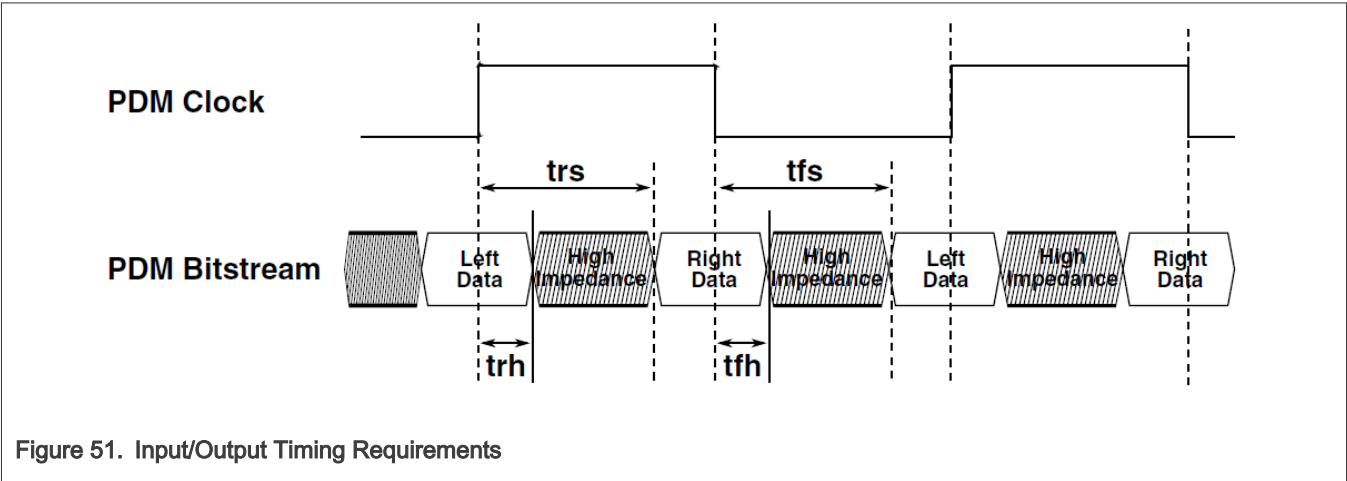 PDM Clock
trs
tfs
PDM Bitstream
Left
Data
High
Impedance
Right
Data
High
Impedance
Left
Data
High
Impedance
Right
Data
trh
tfh
Figure 51. Input/Output Timing Requirements